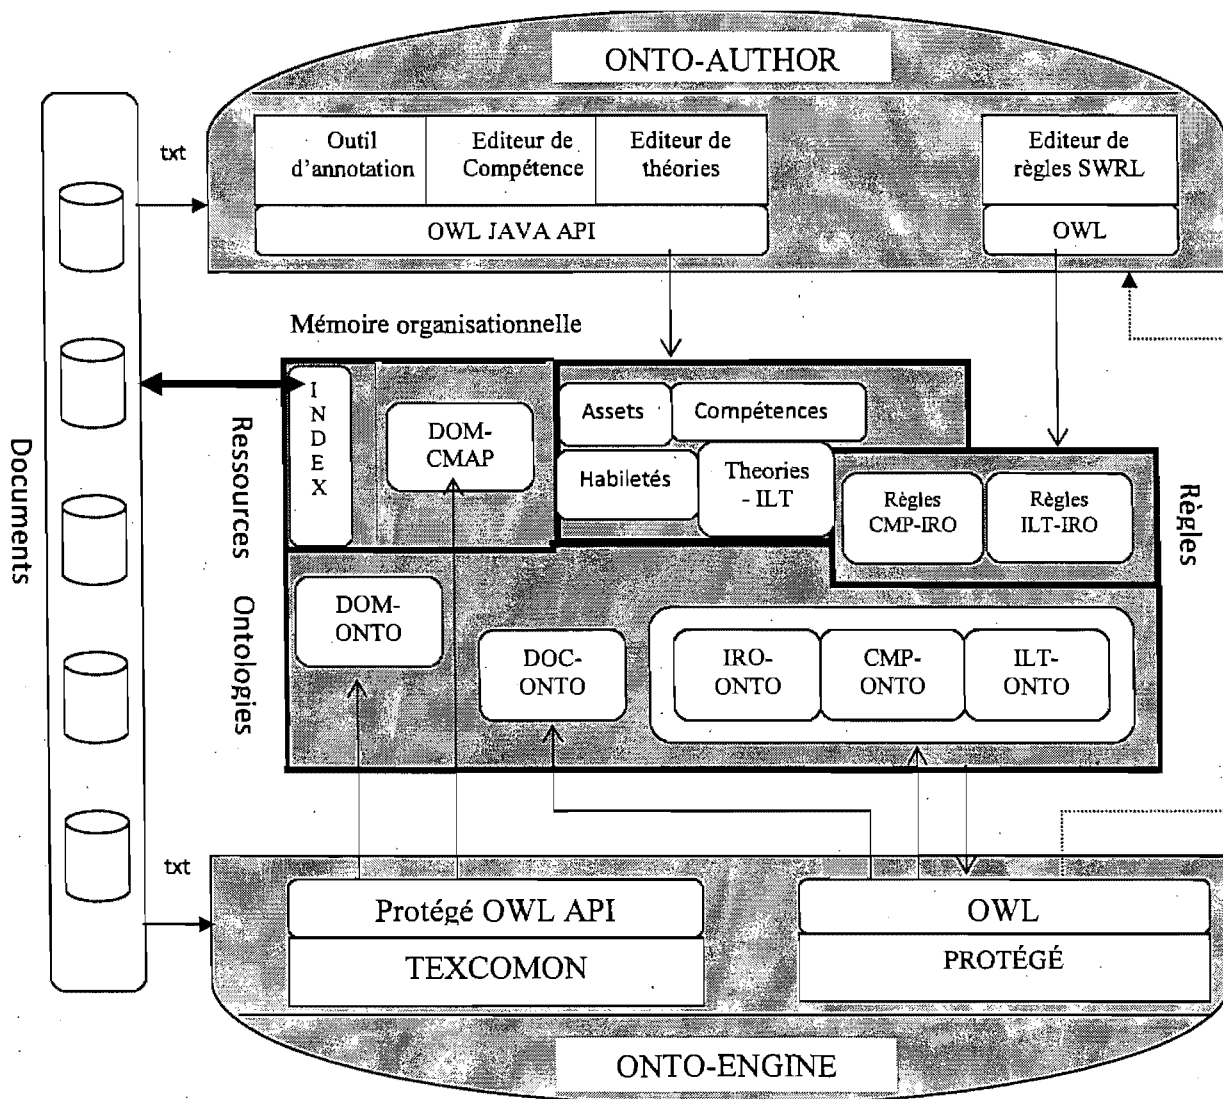 ONTO-AUTHOR
txt
Outil
d'annotation
Editeur de
Compétence
Editeur de
théories
Editeur de
règles SWRL
OWL JAVA API
OWL
Mémoire organisationnelle
Documents
Ressources
INDEX
DOM-
CMAP
Assets
Compétences
Habiletés
Theories
- ILT
Règles
CMP-IRO
Règles
ILT-IRO
Règles
Ontologies
DOM-
ONTO
DOC-
ONTO
IRO-
ONTO
CMP-
ONTO
ILT-
ONTO
txt
Protégé OWL API
TEXCOMON
OWL
PROTÉGÉ
ONTO-ENGINE